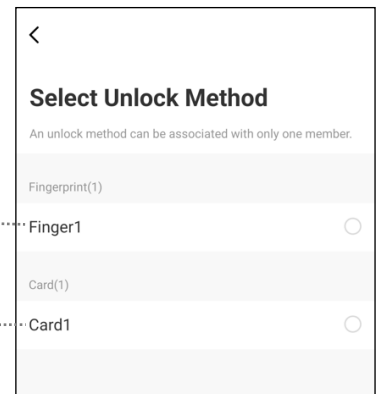 Select Unlock Method
An unlock method can be associated with only one member.
Fingerprint(1)
Finger1
Card(1)
Card1